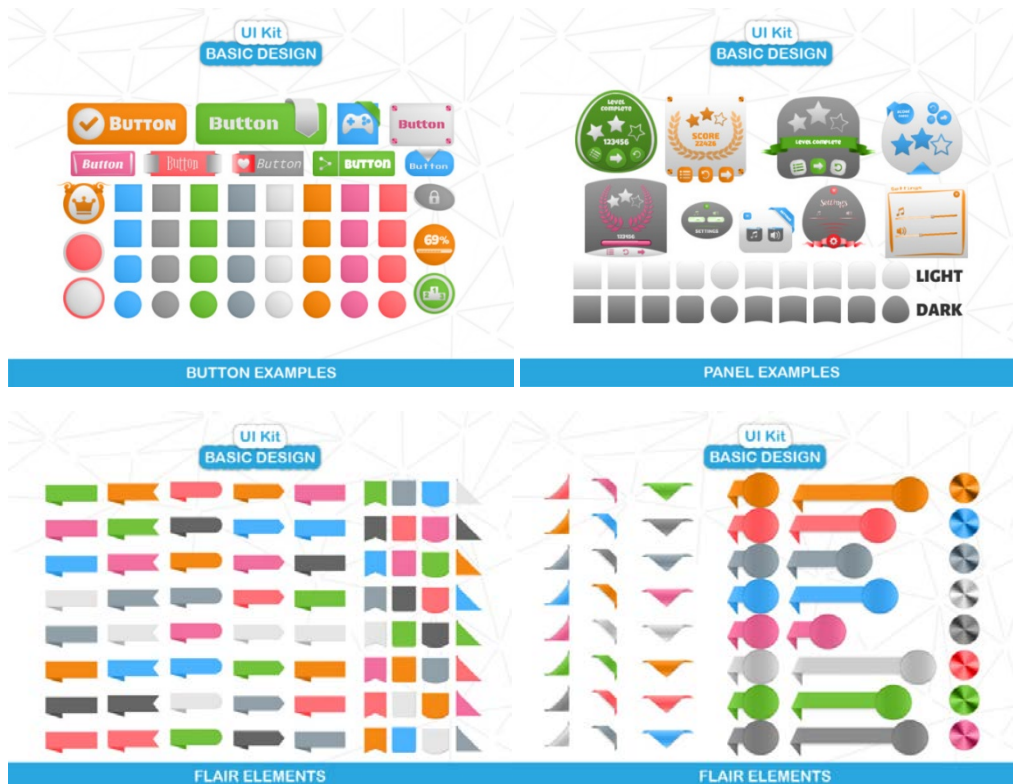 UI Kit
BASIC DESIGN
BUTTON
Button
Button
Button
Button
Button
BUTTON
Button
69%
BUTTON EXAMPLES
UI Kit
BASIC DESIGN
LEVEL
COMPLETE
123456
SCORE
22426
LEVEL COMPLETE
123456
SETTINGS
Settings
LIGHT
DARK
PANEL EXAMPLES
UI Kit
BASIC DESIGN
FLAIR ELEMENTS
UI Kit
BASIC DESIGN
FLAIR ELEMENTS